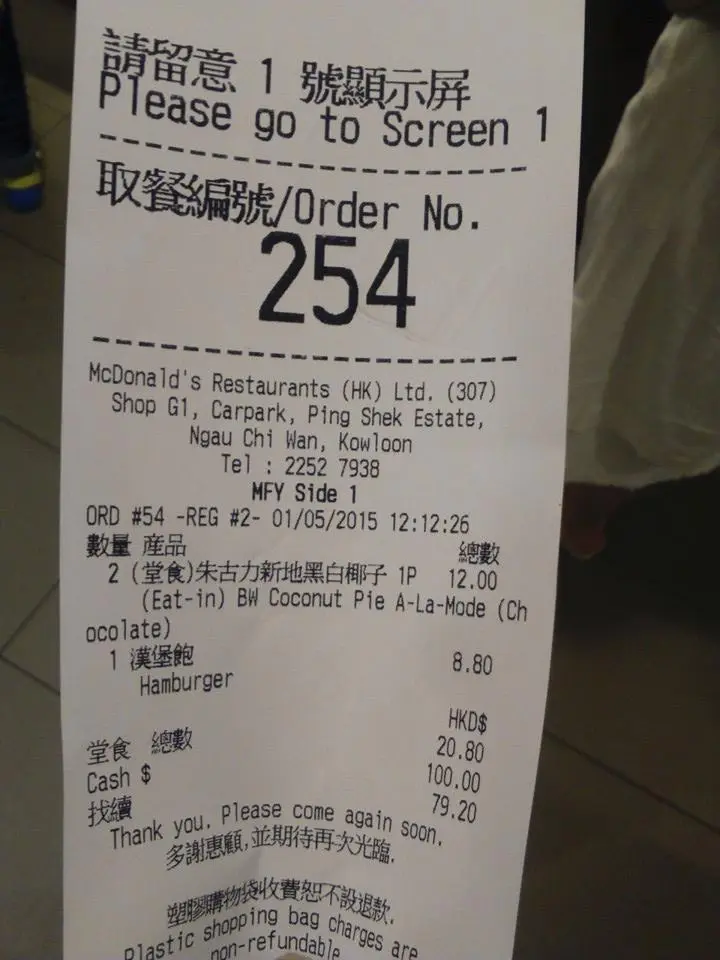 請留意 1 號顯示屏
Please go to Screen 1
取餐編號/Order No.
254
McDonald's Restaurants (HK) Ltd. (307)
Shop G1, Carpark, Ping Shek Estate,
Ngau Chi Wan, Kowloon
Tel : 2252 7938
MFY Side 1
ORD #54 -REG #2- 01/05/2015 12:12:26
數量 產品 總數
2 (堂食)朱古力新地黑白椰子 1P 12.00
(Eat-in) BW Coconut Pie A-La-Mode (Ch
ocolate)
1 漢堡飽 8.80
Hamburger
HKD$
堂食 總數 20.80
Cash $ 100.00
找續 79.20
Thank you. Please come again soon.
多謝惠顧,並期待再次光臨.
塑膠購物袋收費恕不設退款.
Plastic shopping bag charges are
non-refundable